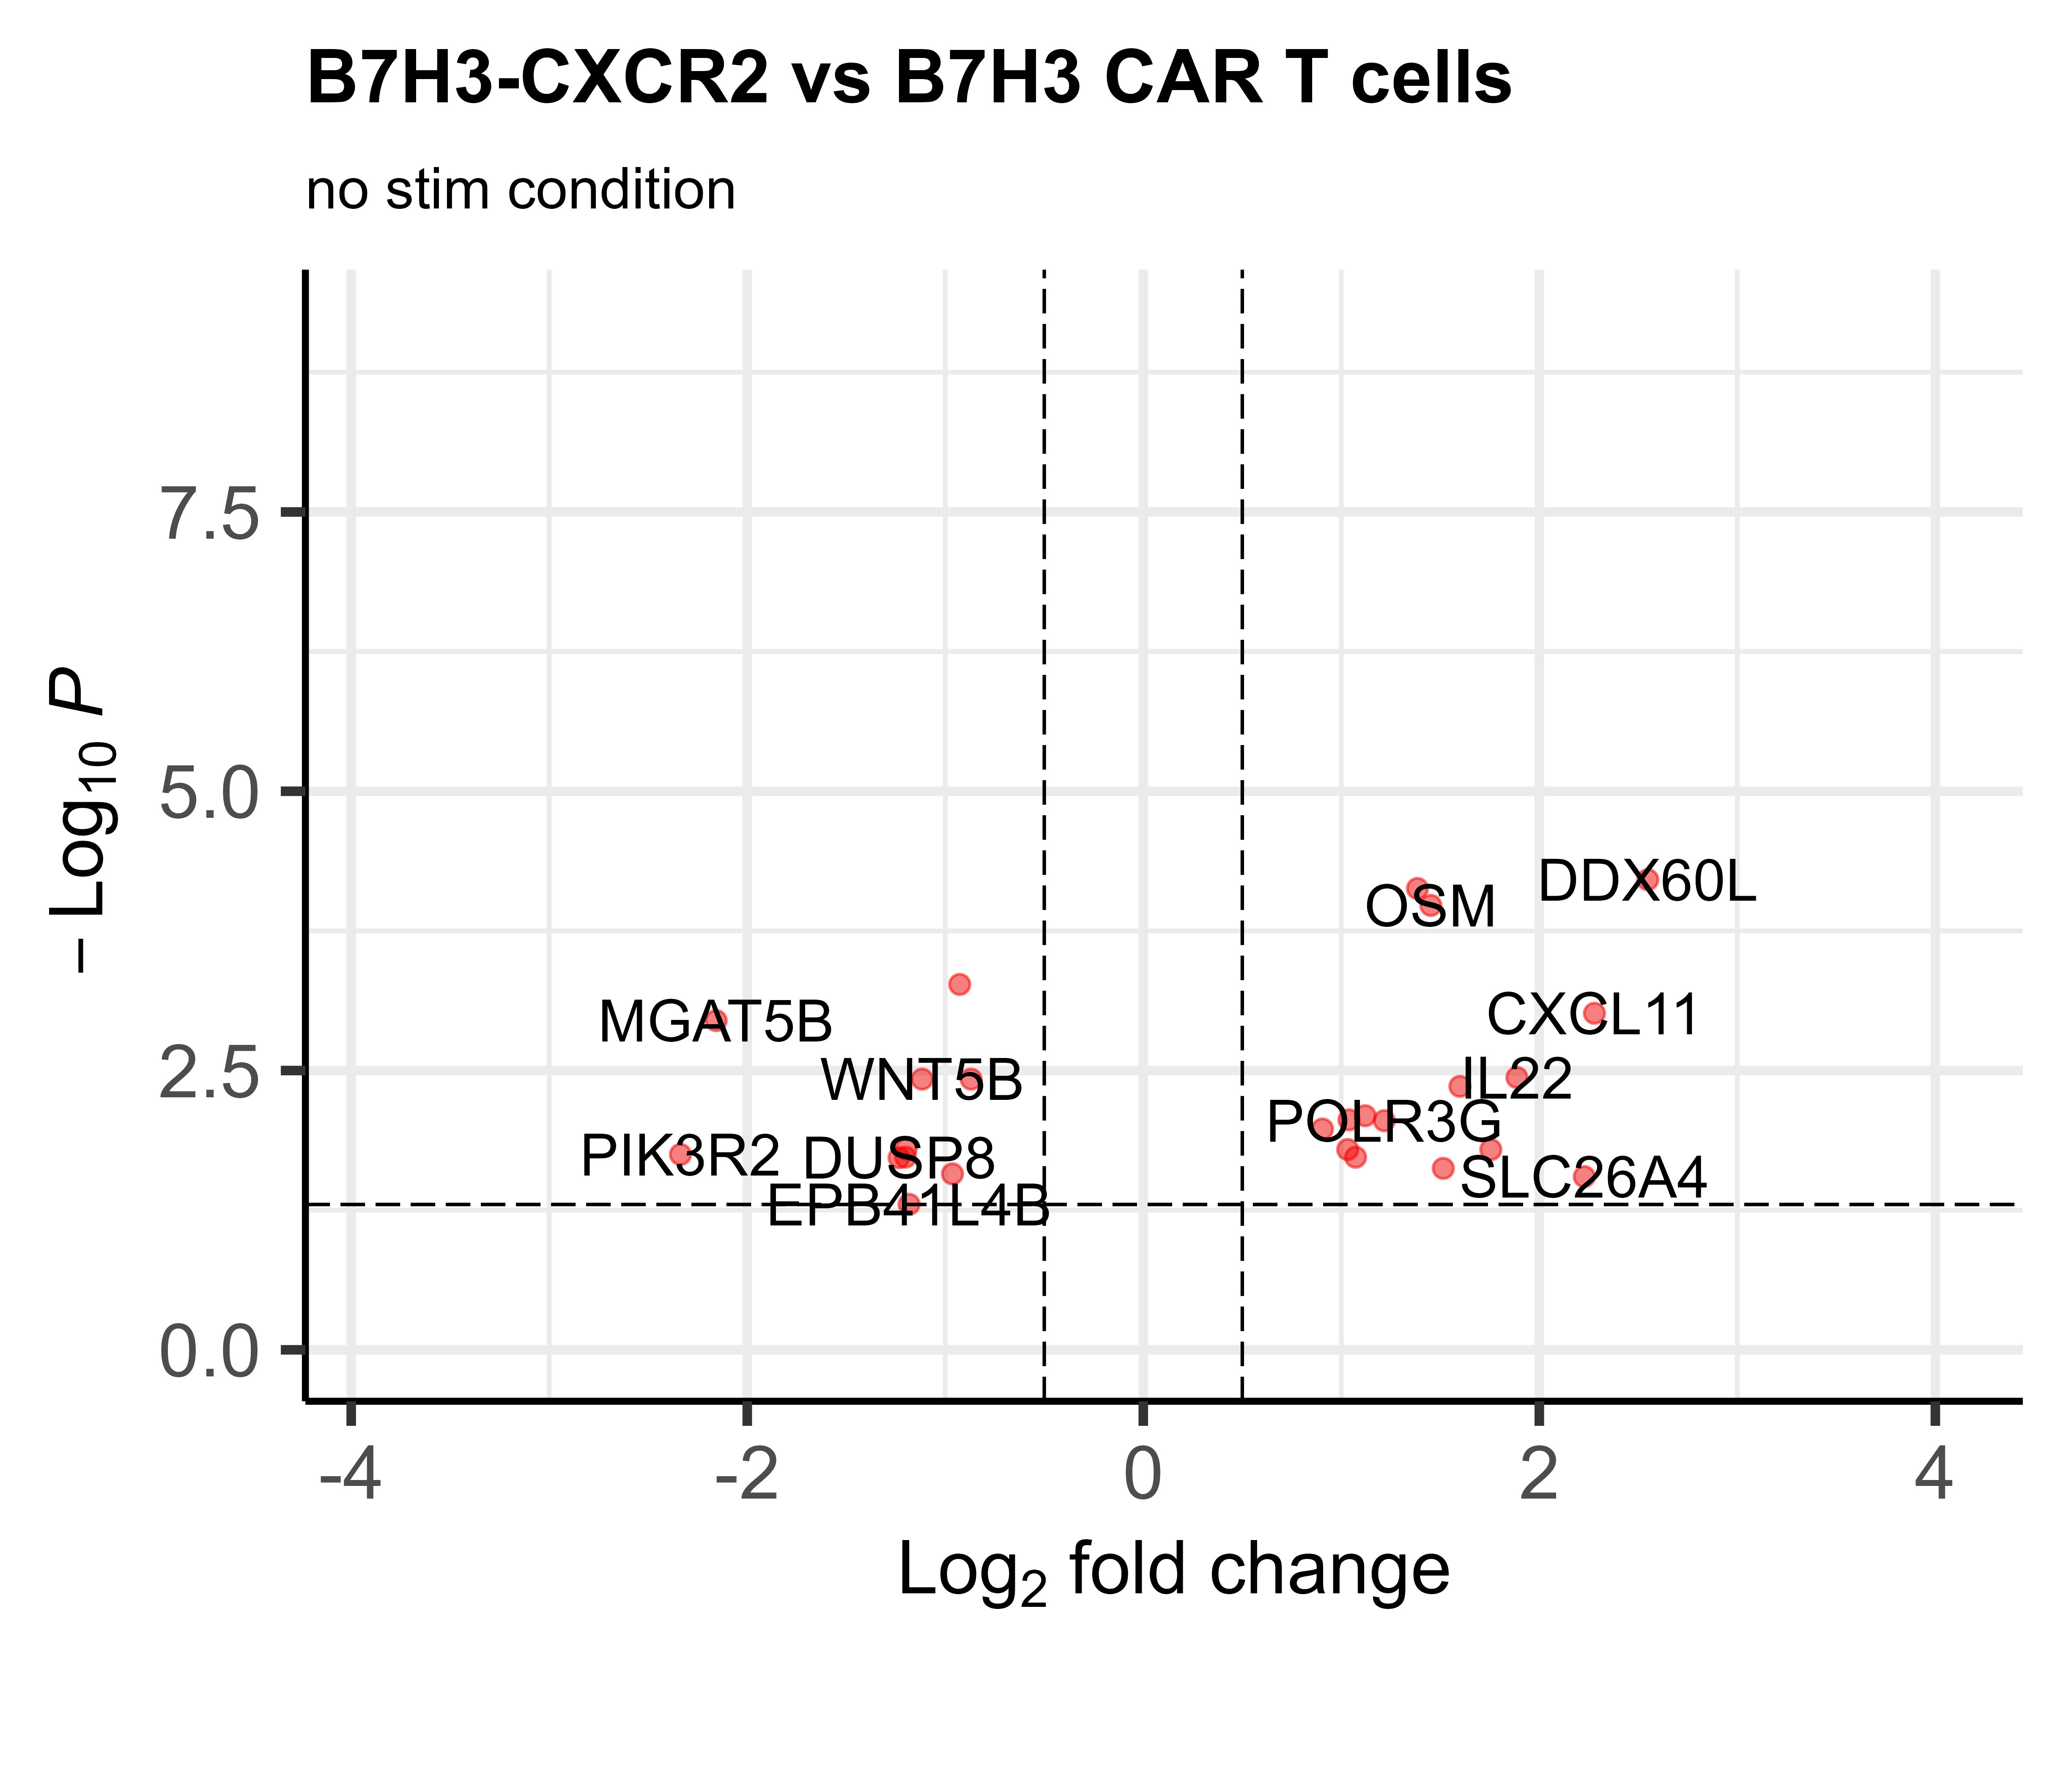 B7H3-CXCR2 vs B7H3 CAR T cells
no stim condition
− Log10 P
7.5
5.0
2.5
0.0
DDX60L
OSM
CXCL11
MGAT5B
WNT5B
IL22
POLR3G
PIK3R2
DUSP8
SLC26A4
EPB41L4B
-4
-2
0
2
4
Log2 fold change